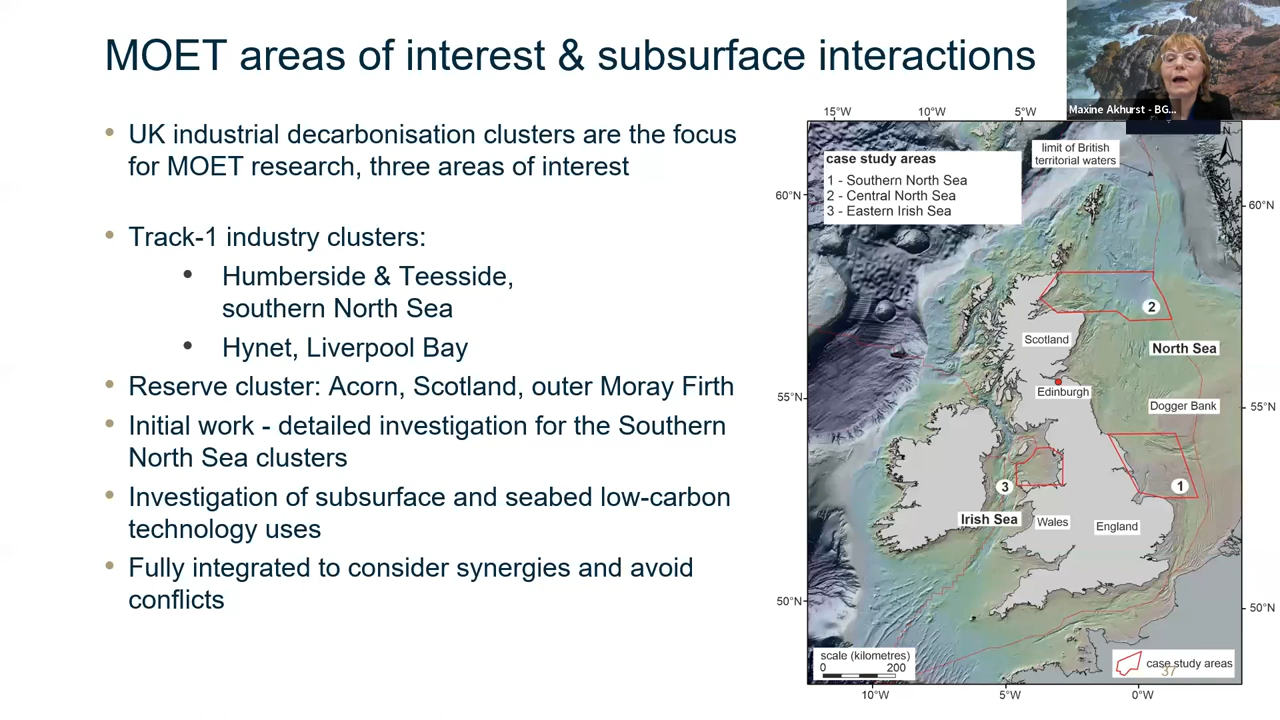 MOET areas of interest & subsurface interactions
Maxine Akhurst - BG...
• UK industrial decarbonisation clusters are the focus
for MOET research, three areas of interest
• Track-1 industry clusters:
• Humberside & Teesside,
southern North Sea
• Hynet, Liverpool Bay
• Reserve cluster: Acorn, Scotland, outer Moray Firth
• Initial work - detailed investigation for the Southern
North Sea clusters
• Investigation of subsurface and seabed low-carbon
technology uses
• Fully integrated to consider synergies and avoid
conflicts
15°W 10°W 5°W
N
case study areas
1 - Southern North Sea
2 - Central North Sea
3 - Eastern Irish Sea
limit of British
territorial waters
60°N 60°N
2
Scotland
North Sea
Edinburgh
55°N 55°N
Dogger Bank
3 1
Irish Sea Wales England
50°N 50°N
scale (kilometres)
0 200
case study areas
37
10°W 5°W 0°W